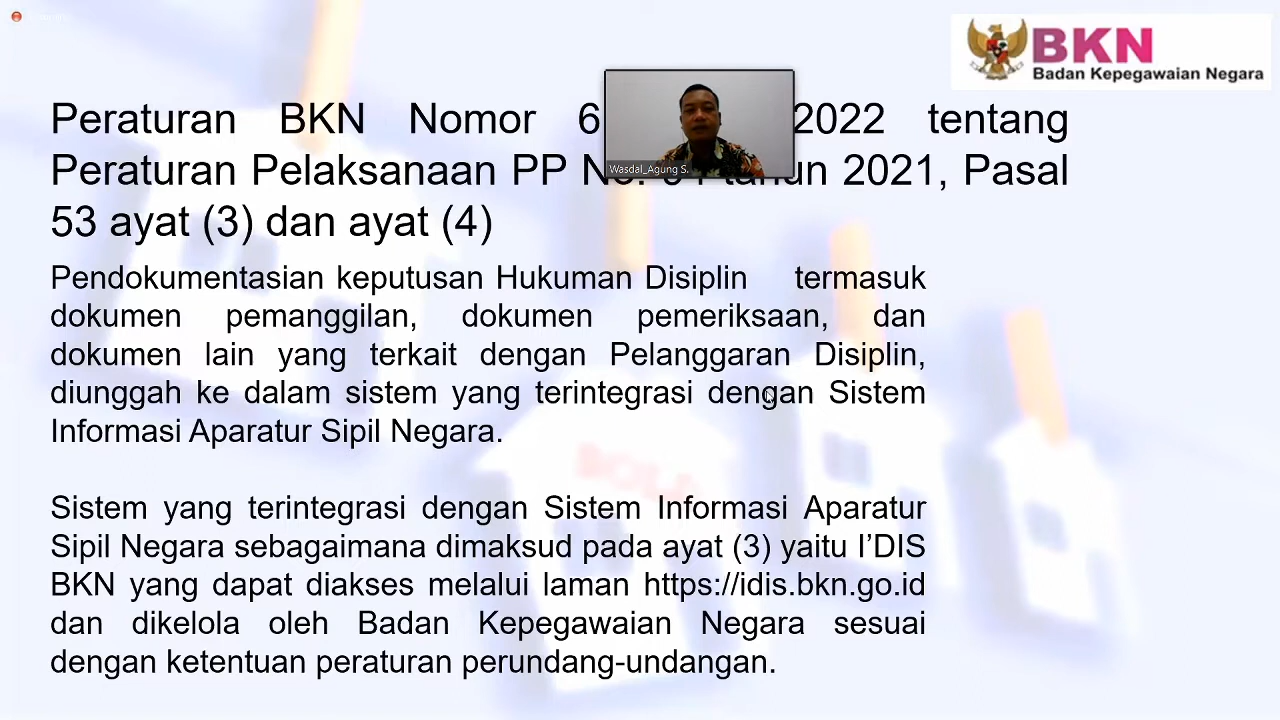 BKN
Badan Kepegawaian Negara
Peraturan BKN Nomor 6 2022 tentang
Wasdal_Agung S.
Peraturan Pelaksanaan PP No. tahun 2021, Pasal
53 ayat (3) dan ayat (4)
Pendokumentasian keputusan Hukuman Disiplin termasuk
dokumen pemanggilan, dokumen pemeriksaan, dan
dokumen lain yang terkait dengan Pelanggaran Disiplin,
diunggah ke dalam sistem yang terintegrasi dengan Sistem
Informasi Aparatur Sipil Negara.
Sistem yang terintegrasi dengan Sistem Informasi Aparatur
Sipil Negara sebagaimana dimaksud pada ayat (3) yaitu I’DIS
BKN yang dapat diakses melalui laman https://idis.bkn.go.id
dan dikelola oleh Badan Kepegawaian Negara sesuai
dengan ketentuan peraturan perundang-undangan.